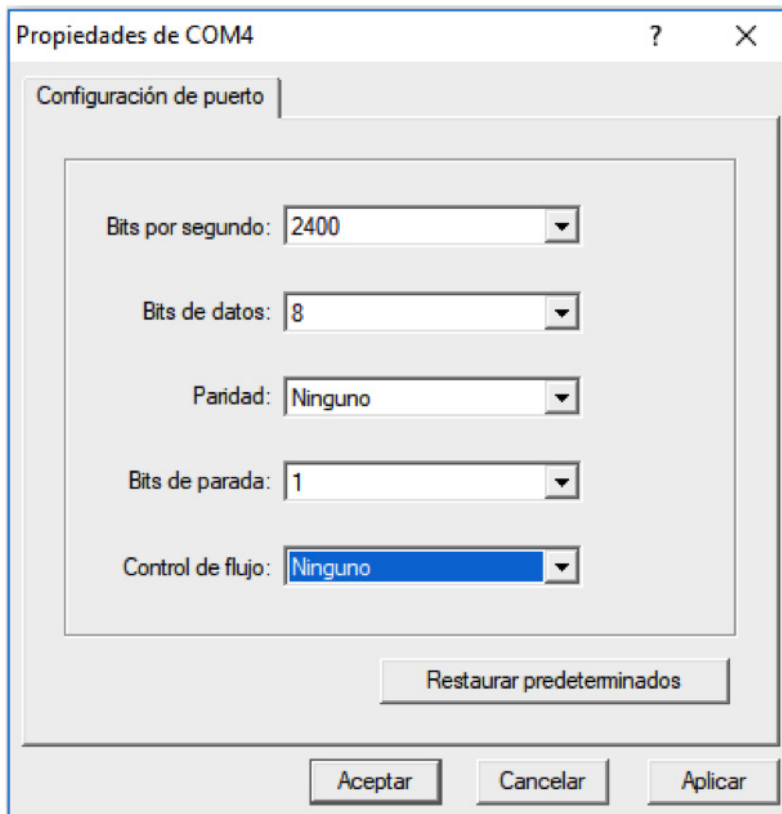 Propiedades de COM4 ?
Configuración de puerto
Bits por segundo: 2400
Bits de datos: 8
Paridad: Ninguno
Bits de parada: 1
Control de flujo: Ninguno
Restaurar predeterminados
Aceptar Cancelar Aplicar